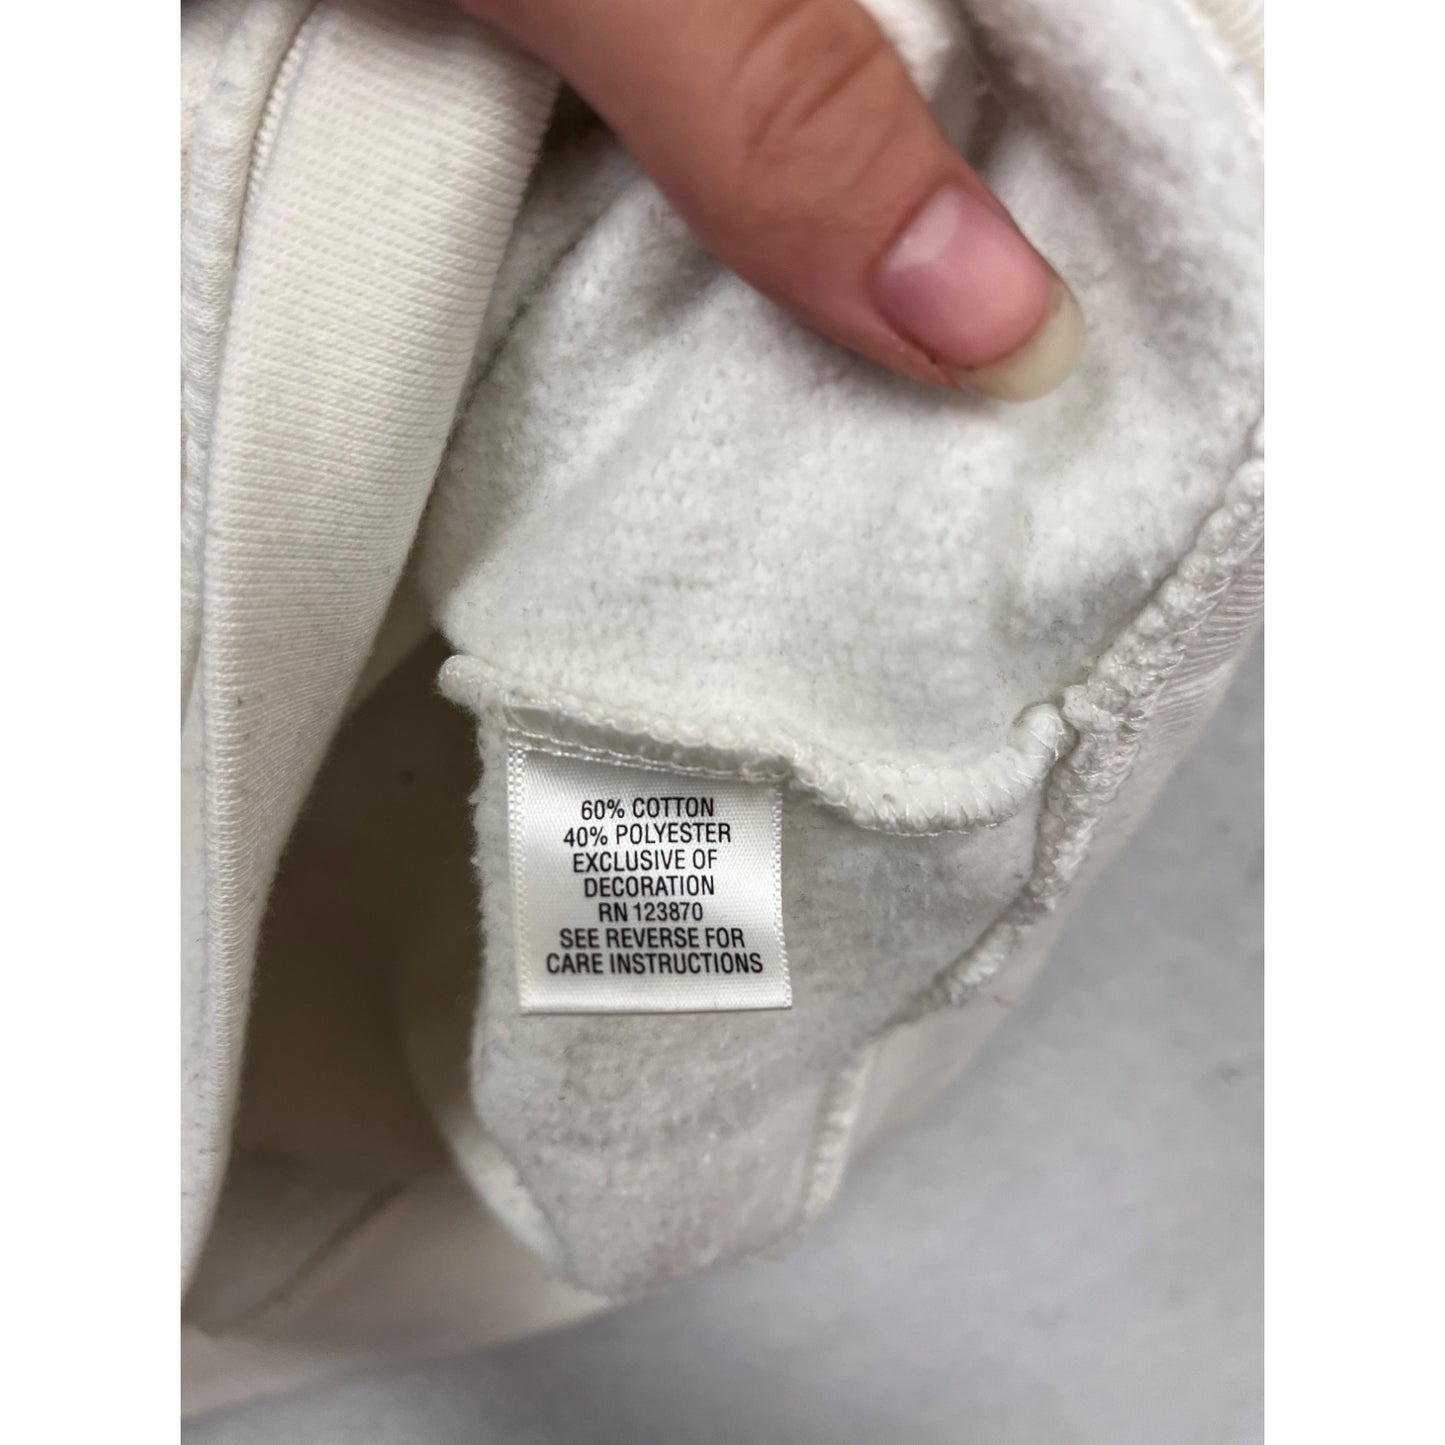 60% COTTON
40% POLYESTER
EXCLUSIVE OF
DECORATION
RN 123870
SEE REVERSE FOR
CARE INSTRUCTIONS